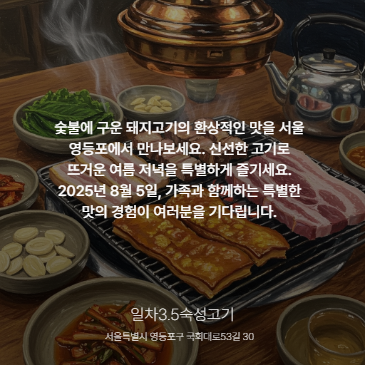 숯불에 구운 돼지고기의 환상적인 맛을 서울
영등포에서 만나보세요. 신선한 고기로
뜨거운 여름 저녁을 특별하게 즐기세요.
2025년 8월 5일, 가족과 함께하는 특별한
맛의 경험이 여러분을 기다립니다.
일차3.5숙성고기
서울특별시 영등포구 국회대로53길 30